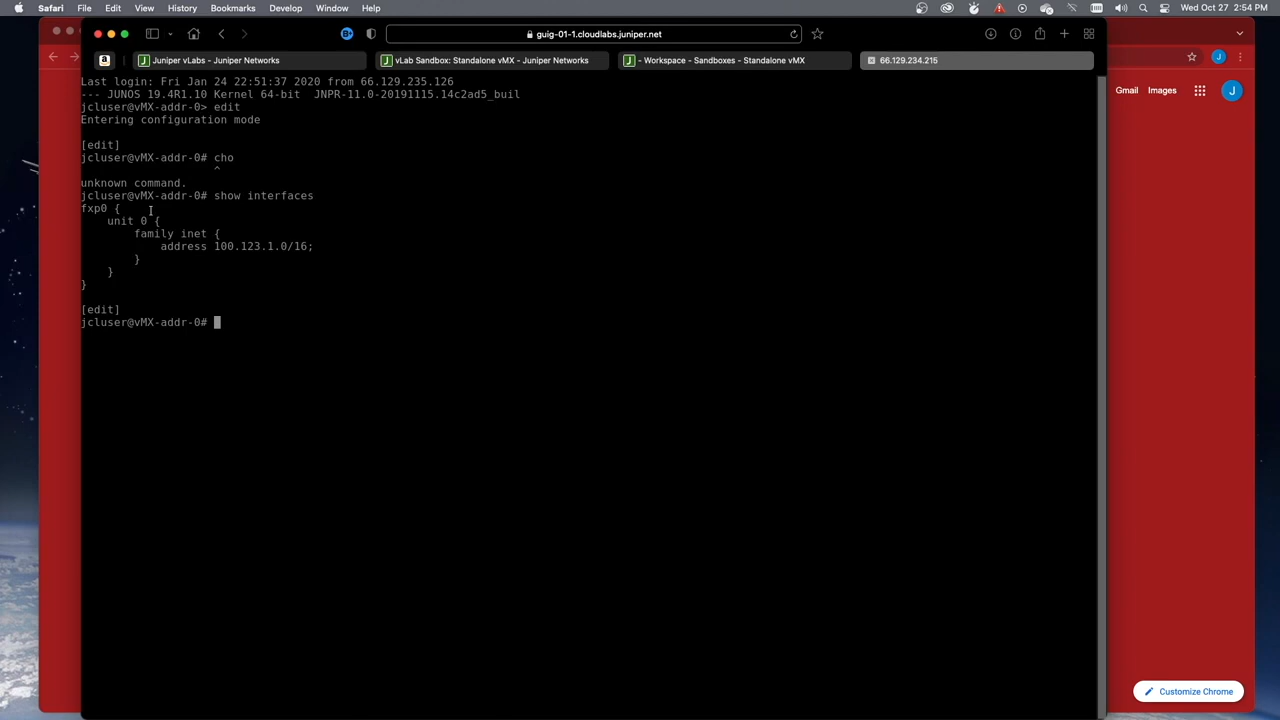 Safari File Edit View History Bookmarks Develop Window Help Wed Oct 27 2:54 PM
guig-01-1.cloudlabs.juniper.net
Juniper vLabs - Juniper Networks
vLab Sandbox: Standalone vMX - Juniper Networks
- Workspace - Sandboxes - Standalone vMX
66.129.234.215
Last login: Fri Jan 24 22:51:37 2020 from 66.129.235.126
--- JUNOS 19.4R1.10 Kernel 64-bit  JNPR-11.0-20191115.14c2ad5_buil
jcluser@vMX-addr-0> edit
Entering configuration mode
[edit]
jcluser@vMX-addr-0# cho
^
unknown command.
jcluser@vMX-addr-0# show interfaces
fxp0 {
    unit 0 {
        family inet {
            address 100.123.1.0/16;
        }
    }
}
[edit]
jcluser@vMX-addr-0#
Gmail Images J
J
Customize Chrome